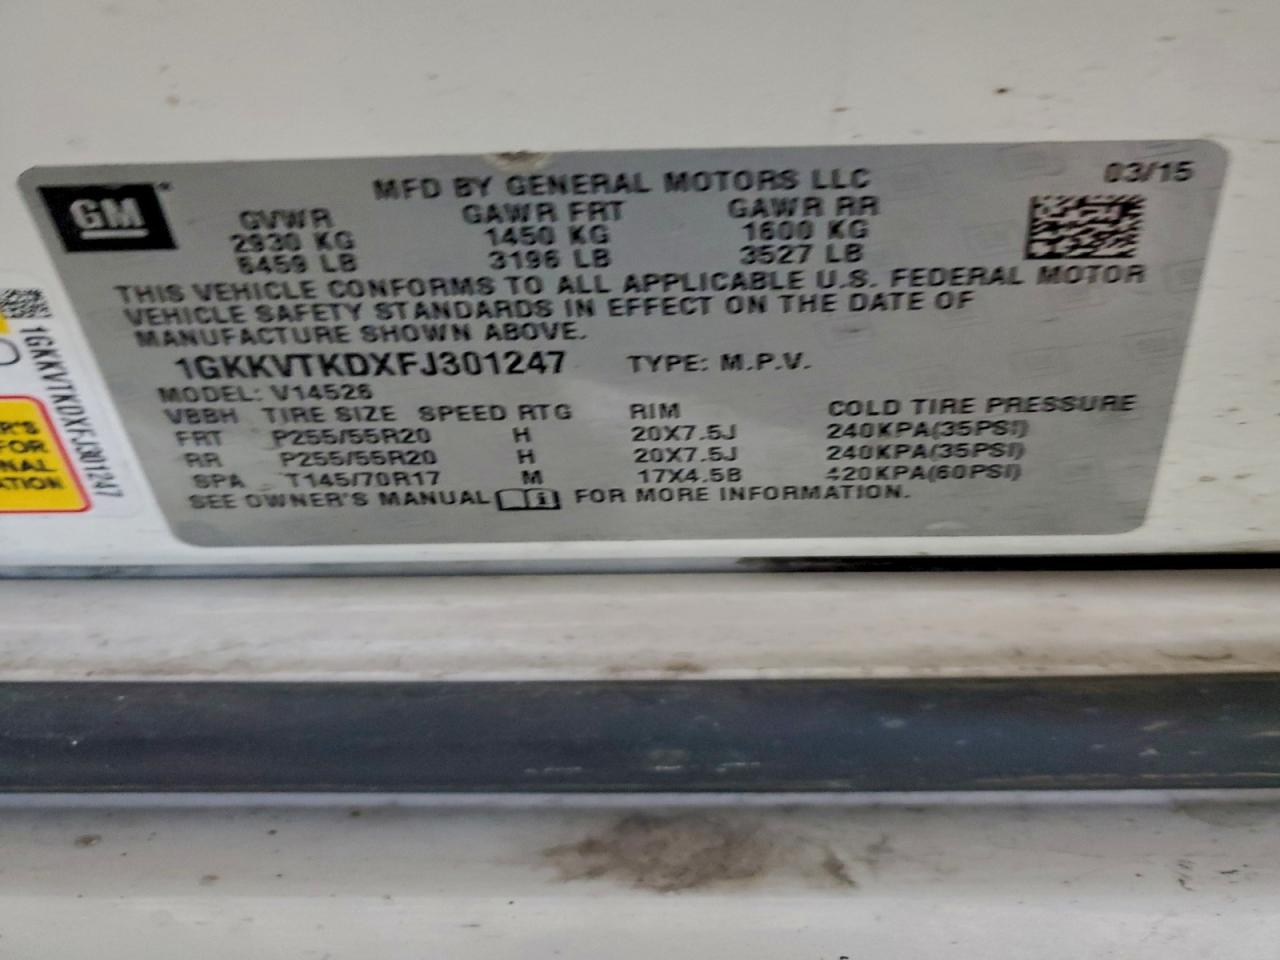 GM
MFD BY GENERAL MOTORS LLC
03/15
GVWR GAWR FRT GAWR RR
2930 KG 1450 KG 1600 KG
6459 LB 3196 LB 3527 LB
THIS VEHICLE CONFORMS TO ALL APPLICABLE U.S. FEDERAL MOTOR
VEHICLE SAFETY STANDARDS IN EFFECT ON THE DATE OF
MANUFACTURE SHOWN ABOVE.
1GKKVTKDXFJ301247 TYPE: M.P.V.
MODEL: V14526
VBBH TIRE SIZE SPEED RTG RIM COLD TIRE PRESSURE
FRT P255/55R20 H 20X7.5J 240KPA(35PSI)
RR P255/55R20 H 20X7.5J 240KPA(35PSI)
SPA T145/70R17 M 17X4.5B 420KPA(60PSI)
SEE OWNER'S MANUAL i FOR MORE INFORMATION.
1GKKVTKDXFJ301247
R'S
FOR
NAL
ATION